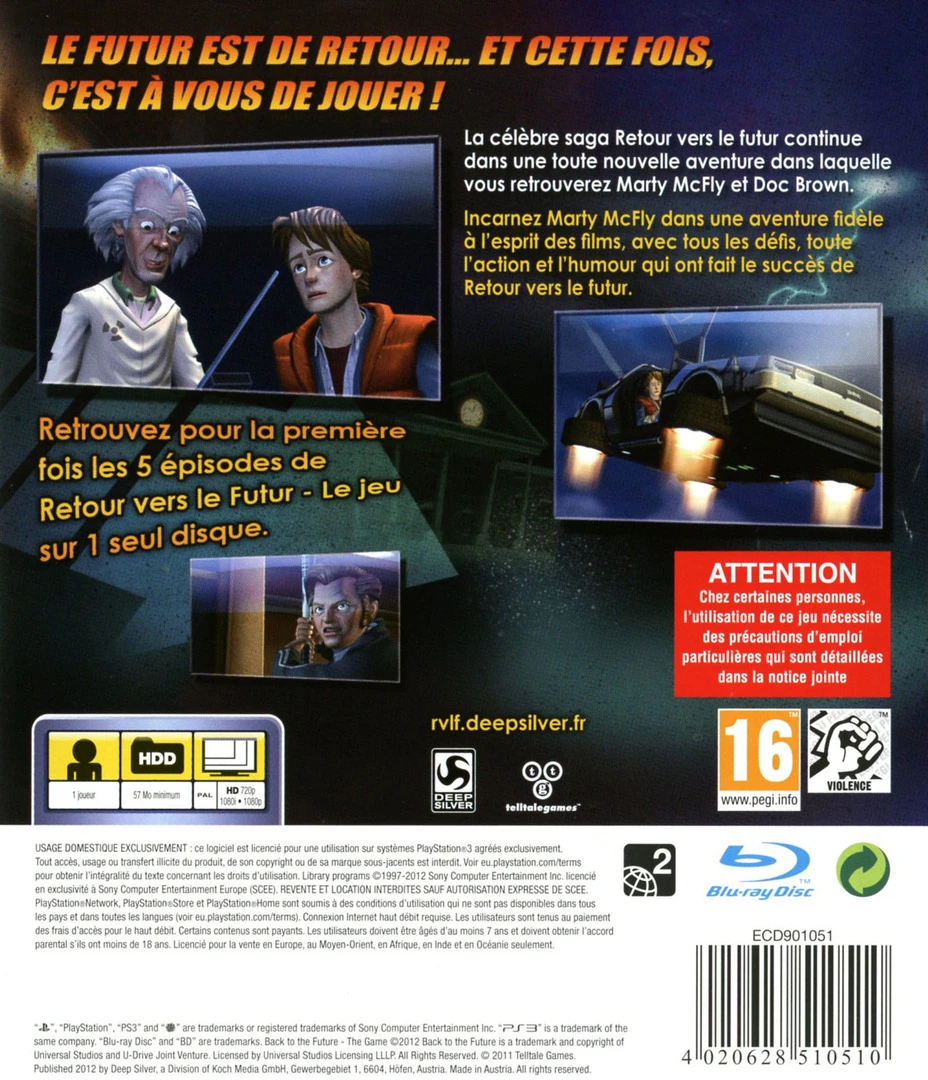 LE FUTUR EST DE RETOUR... ET CETTE FOIS,
C'EST À VOUS DE JOUER !
La célèbre saga Retour vers le futur continue
dans une toute nouvelle aventure dans laquelle
vous retrouverez Marty McFly et Doc Brown.
Incarnez Marty McFly dans une aventure fidèle
à l'esprit des films, avec tous les défis, toute
l'action et l'humour qui ont fait le succès de
Retour vers le futur.
Retrouvez pour la première
fois les 5 épisodes de
Retour vers le Futur - Le jeu
sur 1 seul disque.
ATTENTION
Chez certaines personnes,
l'utilisation de ce jeu nécessite
des précautions d'emploi
particulières qui sont détaillées
dans la notice jointe
rvlf.deepsilver.fr
HDD
1 joueur
57 Mo minimum
PAL
HD 720p
1080i • 1080p
DEEP
SILVER
ttg
telltalegames™
16
www.pegi.info
VIOLENCE
USAGE DOMESTIQUE EXCLUSIVEMENT : ce logiciel est licencié pour une utilisation sur systèmes PlayStation®3 agréés exclusivement.
Tout accès, usage ou transfert illicite du produit, de son copyright ou de sa marque sous-jacents est interdit. Voir eu.playstation.com/terms
pour obtenir l'intégralité du texte concernant les droits d'utilisation. Library programs ©1997-2012 Sony Computer Entertainment Inc. licencié
en exclusivité à Sony Computer Entertainment Europe (SCEE). REVENTE ET LOCATION INTERDITES SAUF AUTORISATION EXPRESSE DE SCEE.
PlayStation®Network, PlayStation®Store et PlayStation®Home sont soumis à des conditions d'utilisation qui ne sont pas disponibles dans tous
les pays et dans toutes les langues (voir eu.playstation.com/terms). Connexion Internet haut débit requise. Les utilisateurs sont tenus au paiement
des frais d'accès pour le haut débit. Certains contenus sont payants. Les utilisateurs doivent être âgés d'au moins 7 ans et doivent obtenir l'accord
parental s'ils ont moins de 18 ans. Licencié pour la vente en Europe, au Moyen-Orient, en Afrique, en Inde et en Océanie seulement.
2
Blu-ray Disc
ECD901051
4 020628 510510
" ", "PlayStation", "PS3" and " " are trademarks or registered trademarks of Sony Computer Entertainment Inc. "PS3" is a trademark of the
same company. "Blu-ray Disc" and "BD" are trademarks. Back to the Future - The Game ©2012 Back to the Future is a trademark and copyright of
Universal Studios and U-Drive Joint Venture. Licensed by Universal Studios Licensing LLLP. All Rights Reserved. © 2011 Telltale Games.
Published 2012 by Deep Silver, a Division of Koch Media GmbH, Gewerbegebiet 1, 6604, Höfen, Austria. Made in Austria. All rights reserved.